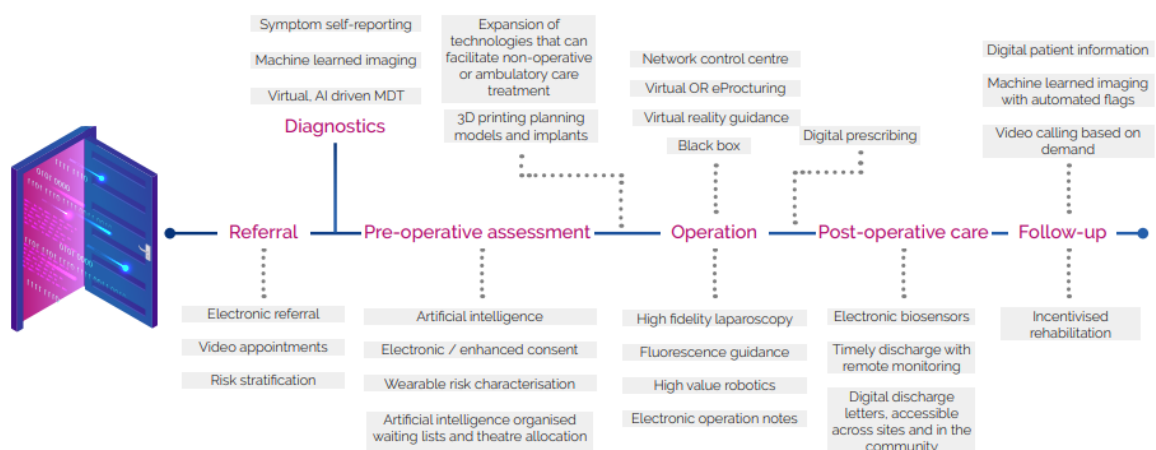 Symptom self-reporting
Machine learned imaging
Virtual, AI driven MDT
Diagnostics
Expansion of
technologies that can
facilitate non-operative
or ambulatory care
treatment
3D printing planning
models and implants
Network control centre
Virtual OR eProcturing
Virtual reality guidance
Black box
Digital prescribing
Digital patient information
Machine learned imaging
with automated flags
Video calling based on
demand
Referral
Pre-operative assessment
Operation
Post-operative care
Follow-up
Electronic referral
Video appointments
Risk stratification
Artificial intelligence
Electronic / enhanced consent
Wearable risk characterisation
Artificial intelligence organised
waiting lists and theatre allocation
High fidelity laparoscopy
Fluorescence guidance
High value robotics
Electronic operation notes
Electronic biosensors
Timely discharge with
remote monitoring
Digital discharge
letters, accessible
across sites and in the
community
Incentivised
rehabilitation